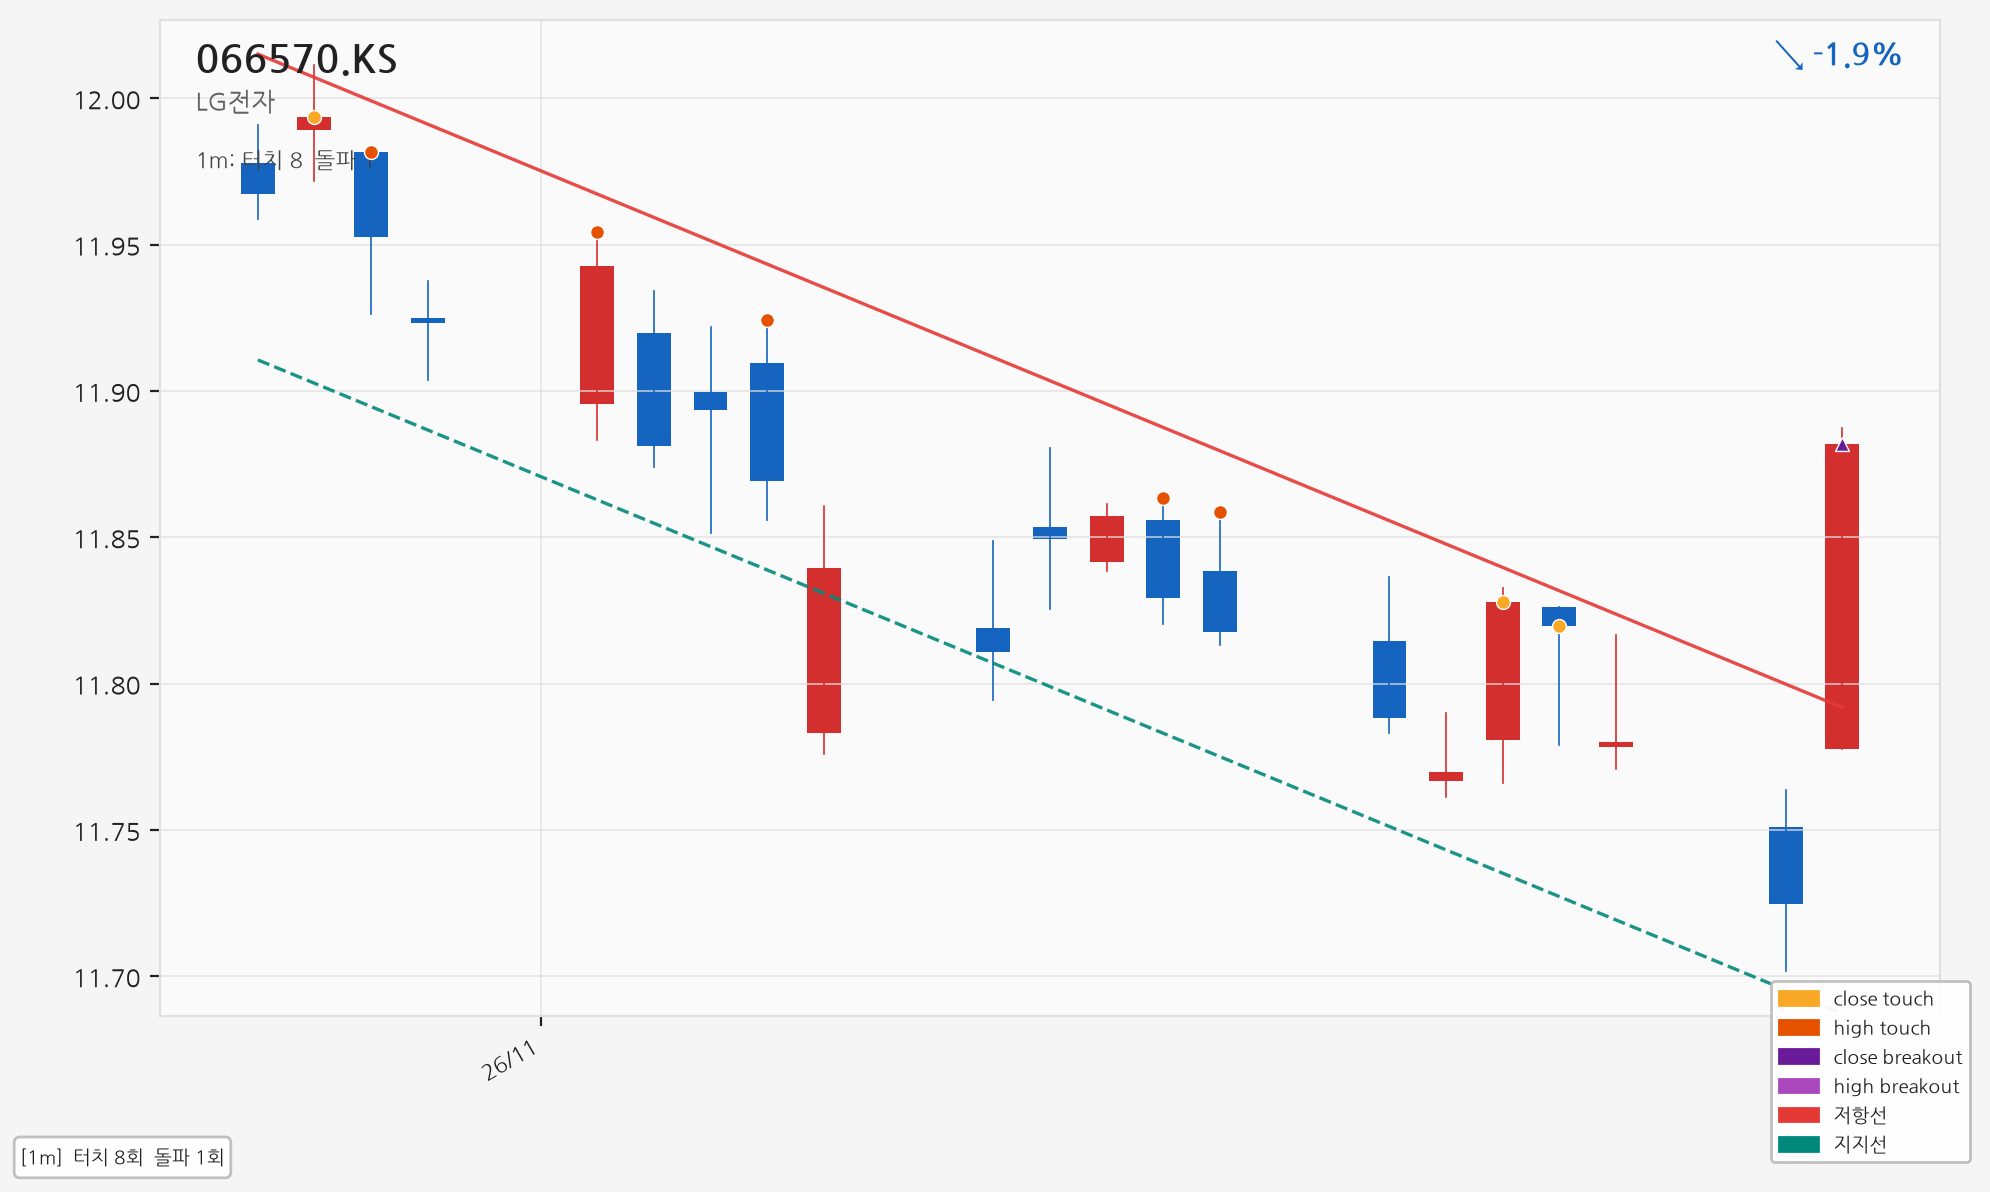 066570.KS
LG전자
1m: 터치 8 돌파
-1.9%
12.00
11.95
11.90
11.85
11.80
11.75
11.70
26/11
close touch
high touch
close breakout
high breakout
저항선
지지선
[1m] 터치 8회 돌파 1회